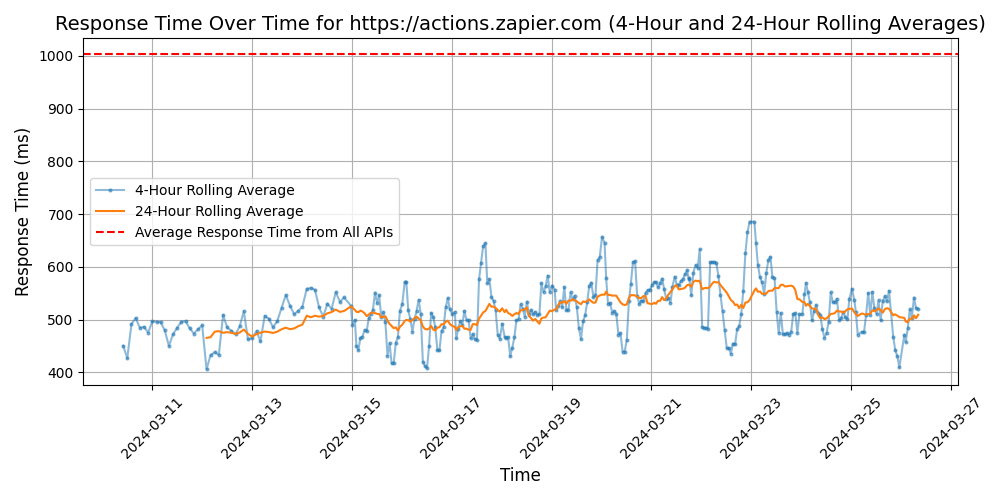 Response Time Over Time for https://actions.zapier.com (4-Hour and 24-Hour Rolling Averages)
Response Time (ms)
1000
900
800
700
600
500
400
4-Hour Rolling Average
24-Hour Rolling Average
Average Response Time from All APIs
2024-03-11
2024-03-13
2024-03-15
2024-03-17
2024-03-19
2024-03-21
2024-03-23
2024-03-25
2024-03-27
Time